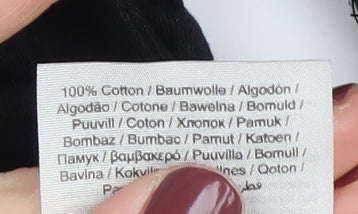 100% Cotton / Baumwolle / Algodón /
Algodão / Cotone / Bawełna / Bomuld /
Puuvill / Coton / Хлопок / Pamuk /
Bombaz / Bumbac / Pamut / Katoen /
Памук / βαμβακερό / Puuvilla / Bomull /
Bavlna / Kokvilna / Qoton /